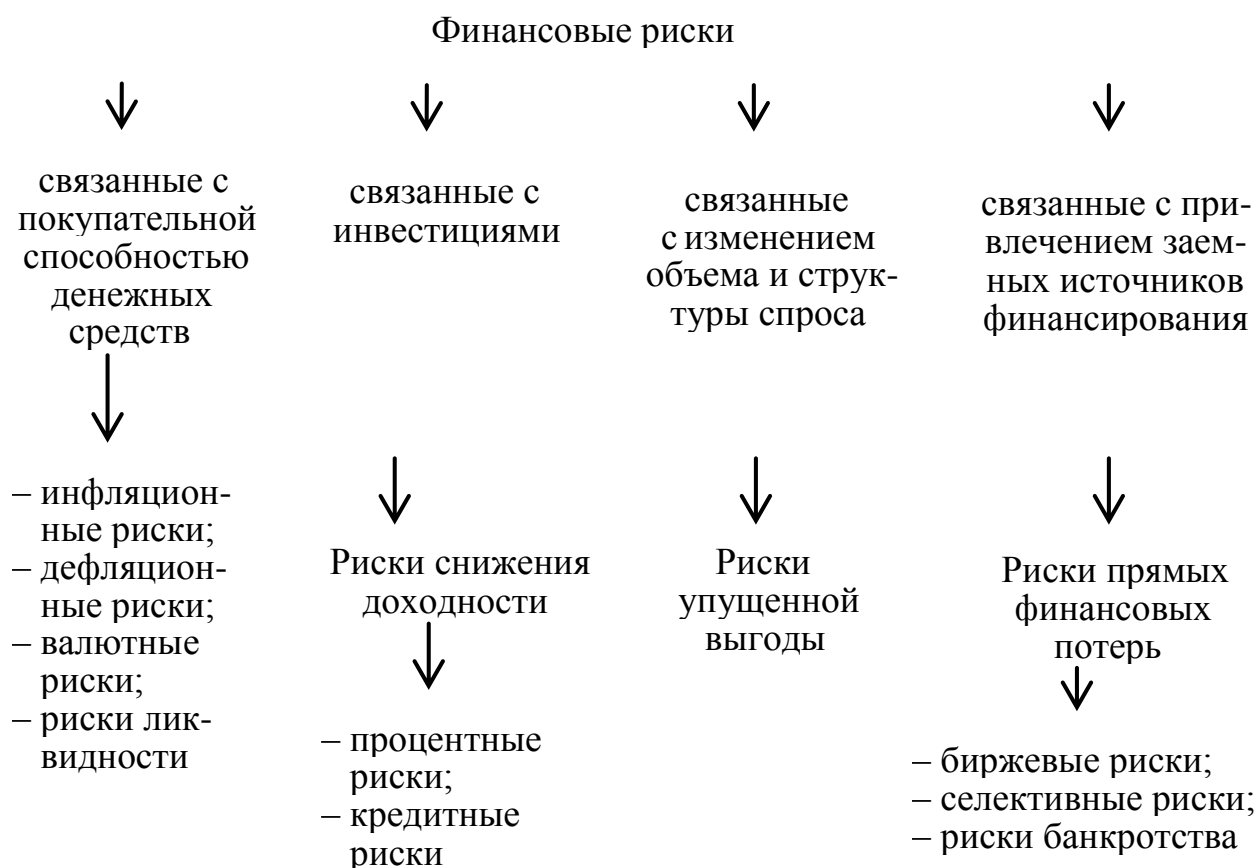 Финансовые риски
связанные с
покупательной
способностью
денежных
средств
связанные с
инвестициями
связанные
с изменением
объема и струк-
туры спроса
связанные с при-
влечением заем-
ных источников
финансирования
– инфляцион-
ные риски;
– дефляцион-
ные риски;
– валютные
риски;
– риски лик-
видности
Риски снижения
доходности
– процентные
риски;
– кредитные
риски
Риски
упущенной
выгоды
Риски прямых
финансовых
потерь
– биржевые риски;
– селективные риски;
– риски банкротства